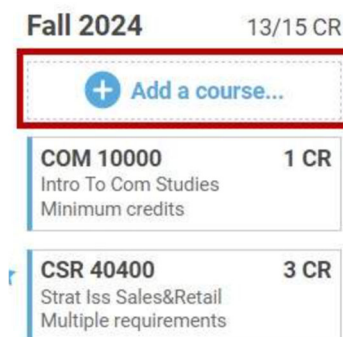 Fall 2024 13/15 CR
Add a course...
COM 10000 1 CR
Intro To Com Studies
Minimum credits
CSR 40400 3 CR
Strat Iss Sales&Retail
Multiple requirements